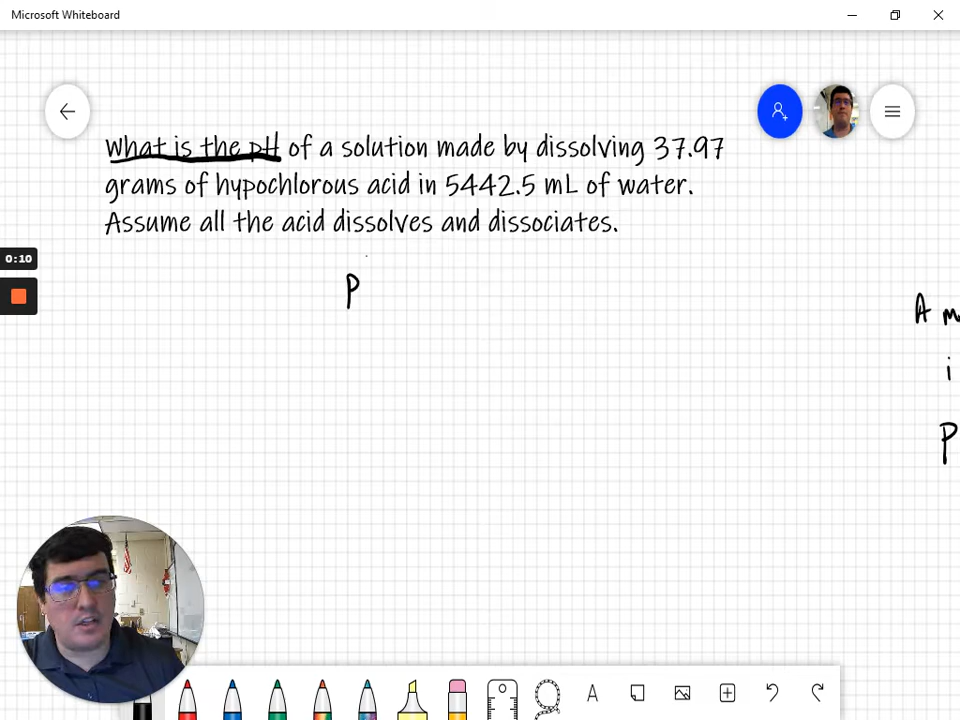 Microsoft Whiteboard
What is the pH of a solution made by dissolving 37.97
grams of hypochlorous acid in 5442.5 mL of water.
Assume all the acid dissolves and dissociates.
0:10
P
A m
i
P